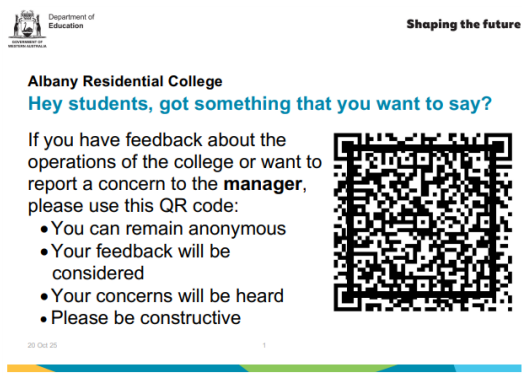 Department of
Education
GOVERNMENT OF
WESTERN AUSTRALIA
Shaping the future
Albany Residential College
Hey students, got something that you want to say?
If you have feedback about the
operations of the college or want to
report a concern to the manager,
please use this QR code:
• You can remain anonymous
• Your feedback will be
considered
• Your concerns will be heard
• Please be constructive
20 Oct 25
1